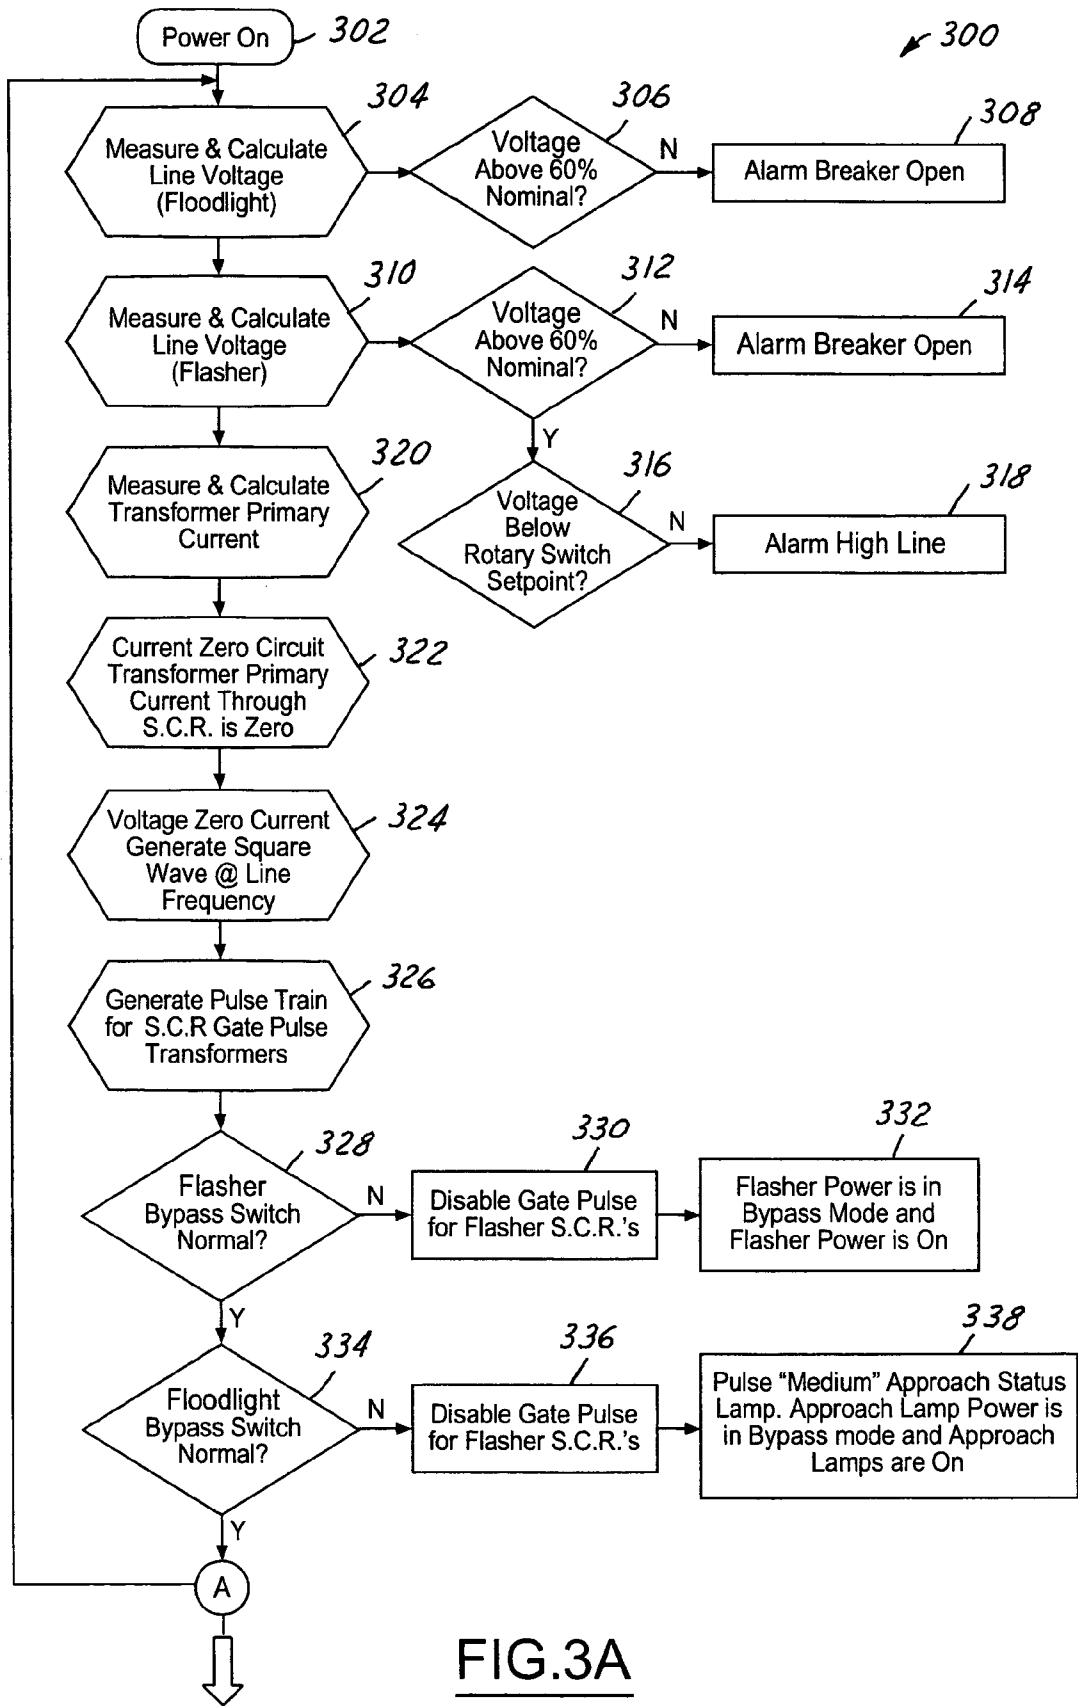 Power On
302
300
304
Measure & Calculate
Line Voltage
(Floodlight)
306
Voltage
Above 60%
Nominal?
N
308
Alarm Breaker Open
310
Measure & Calculate
Line Voltage
(Flasher)
312
Voltage
Above 60%
Nominal?
N
314
Alarm Breaker Open
Y
320
Measure & Calculate
Transformer Primary
Current
316
Voltage
Below
Rotary Switch
Setpoint?
N
318
Alarm High Line
322
Current Zero Circuit
Transformer Primary
Current Through
S.C.R. is Zero
324
Voltage Zero Current
Generate Square
Wave @ Line
Frequency
326
Generate Pulse Train
for S.C.R Gate Pulse
Transformers
328
Flasher
Bypass Switch
Normal?
N
330
Disable Gate Pulse
for Flasher S.C.R.'s
332
Flasher Power is in
Bypass Mode and
Flasher Power is On
Y
334
Floodlight
Bypass Switch
Normal?
N
336
Disable Gate Pulse
for Flasher S.C.R.'s
338
Pulse “Medium” Approach Status
Lamp. Approach Lamp Power is
in Bypass mode and Approach
Lamps are On
Y
A
FIG.3A